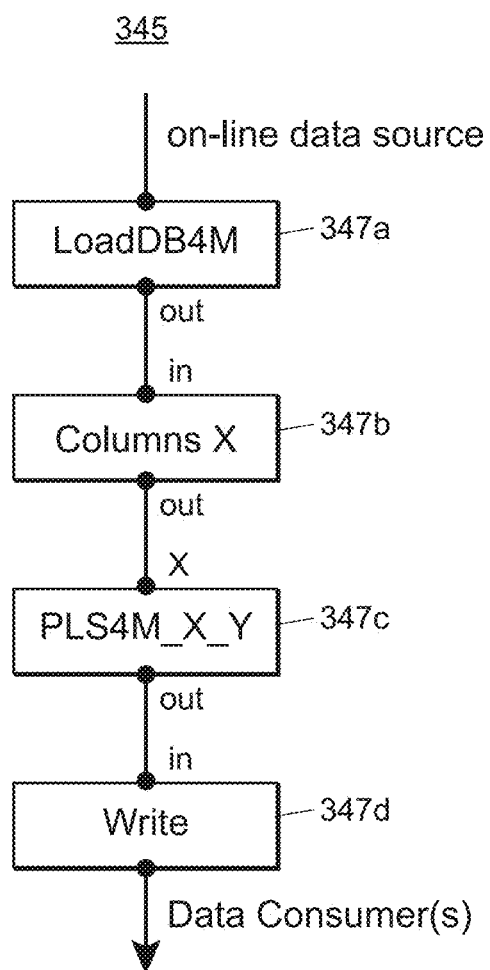 345
on-line data source
LoadDB4M
347a
out
in
Columns X
347b
out
X
PLS4M_X_Y
347c
out
in
Write
347d
Data Consumer(s)